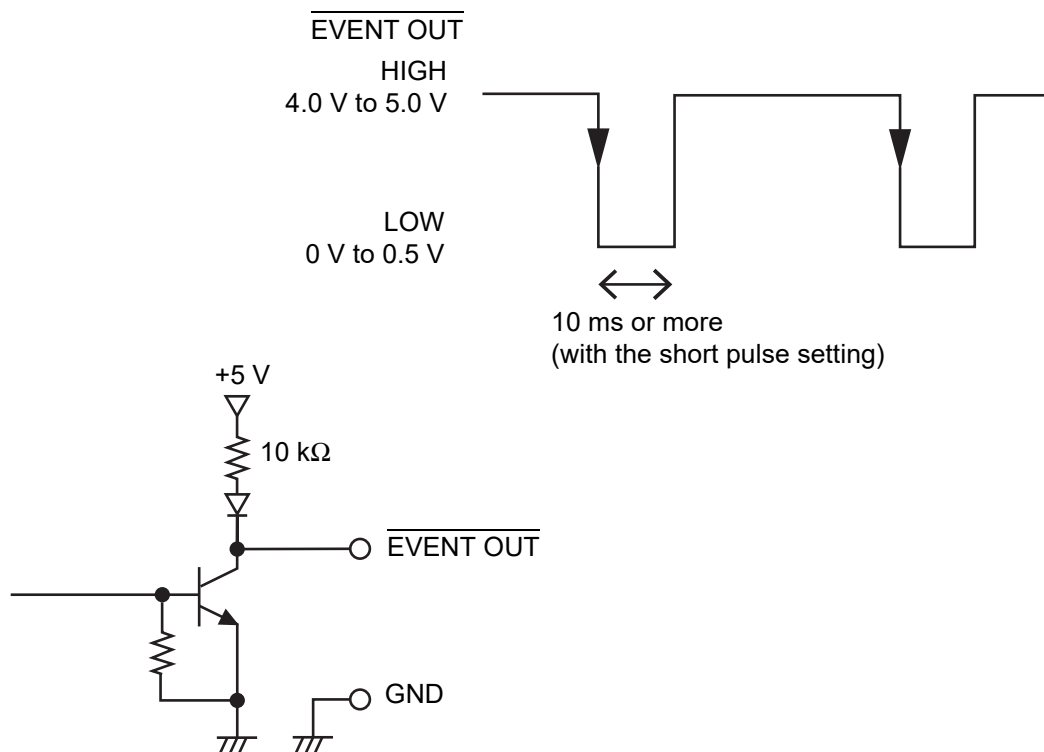 EVENT OUT
HIGH
4.0 V to 5.0 V
LOW
0 V to 0.5 V
10 ms or more
(with the short pulse setting)
+5 V
10 kΩ
EVENT OUT
GND